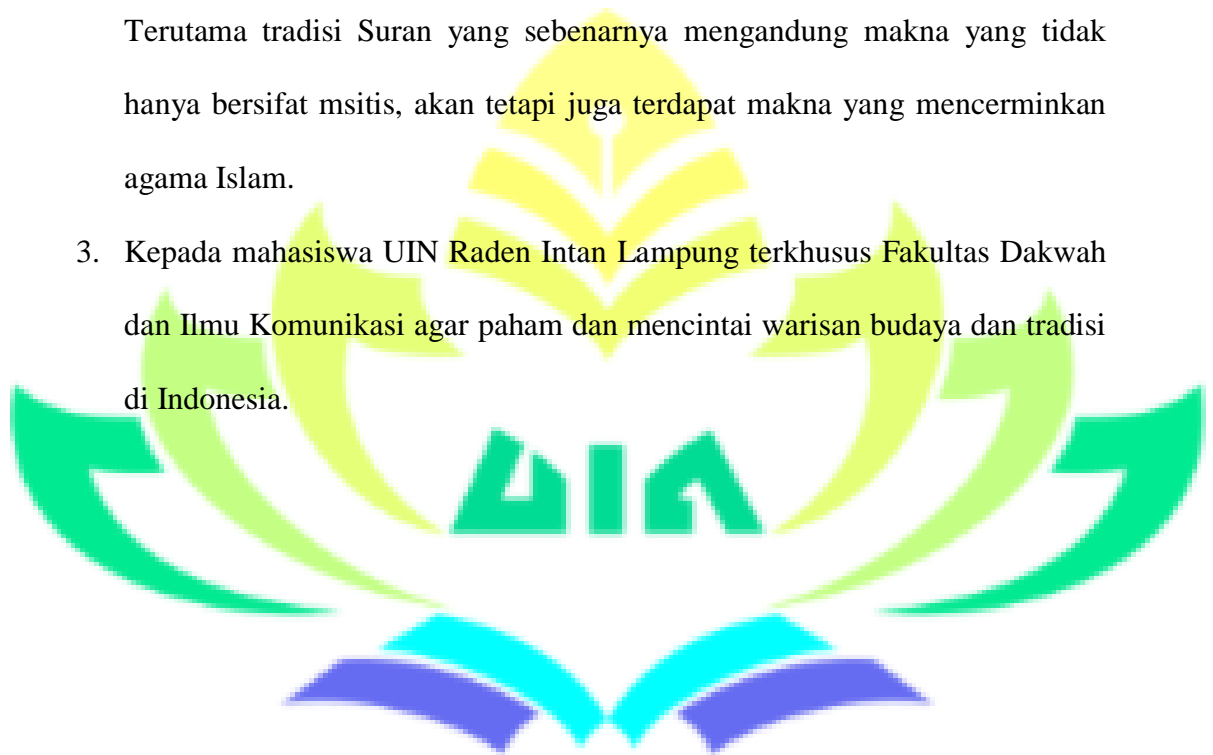 Terutama tradisi Suran yang sebenarnya mengandung makna yang tidak
hanya bersifat msitis, akan tetapi juga terdapat makna yang mencerminkan
agama Islam.
3. Kepada mahasiswa UIN Raden Intan Lampung terkhusus Fakultas Dakwah
dan Ilmu Komunikasi agar paham dan mencintai warisan budaya dan tradisi
di Indonesia.
UIN